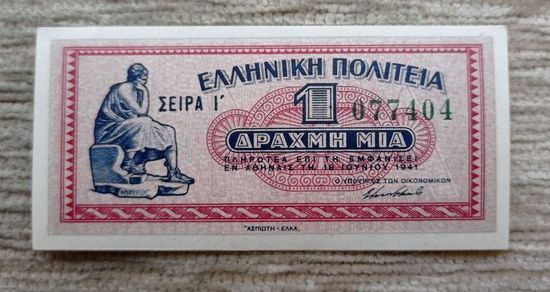 ΕΛΛΗΝΙΚΗ ΠΟΛΙΤΕΙΑ
ΣΕΙΡΑ Ι΄
1 077404
ΔΡΑΧΜΗ ΜΙΑ
ΠΛΗΡΩΤΕΑ ΕΠΙ ΤΗ ΕΜΦΑΝΙΣΕΙ
ΕΝ ΑΘΗΝΑΙΣ ΤΗ 18 ΙΟΥΝΙΟΥ 1941
Ο ΥΠΟΥΡΓΟΣ ΤΩΝ ΟΙΚΟΝΟΜΙΚΩΝ
"ΑΣΠΙΩΤΗ - ΕΛΚΑ„